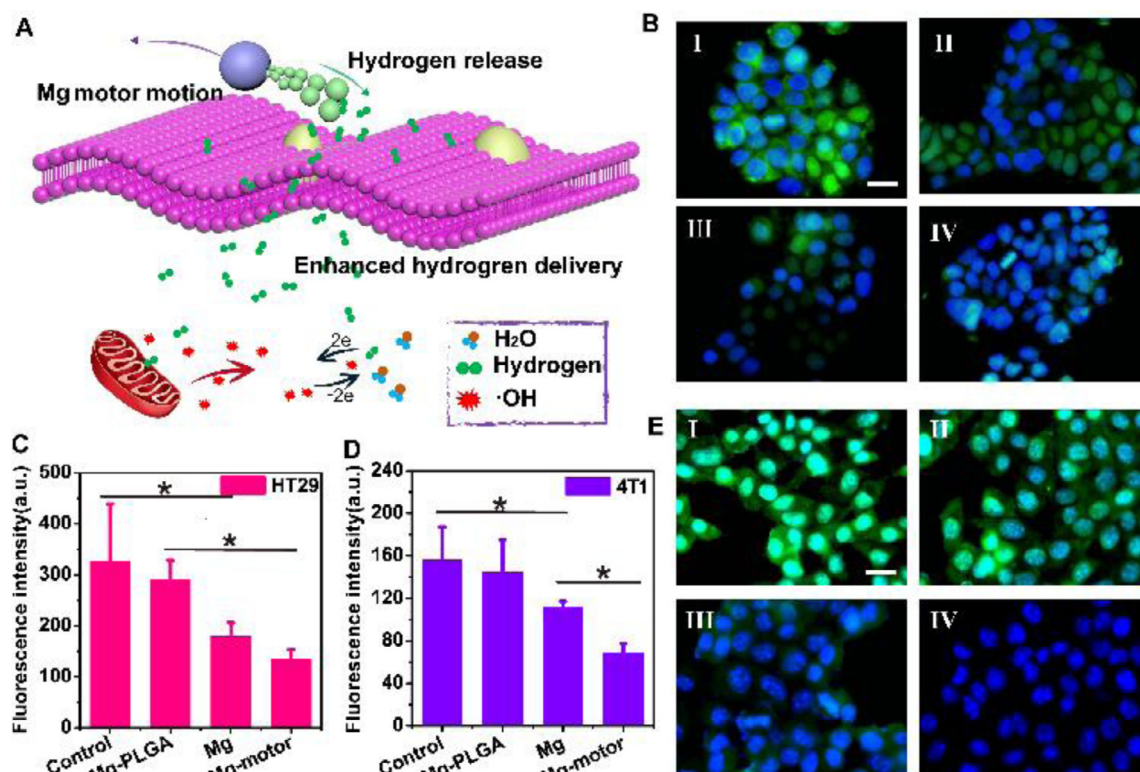 A
Hydrogen release
Mg motor motion
Enhanced hydrogren delivery
2e
-2e
H₂O
Hydrogen
·OH
B
I
II
III
IV
C
Fluorescence intensity(a.u.)
500
400
300
200
100
0
*
*
HT29
Control
Mg-PLGA
Mg
Mg-motor
D
Fluorescence intensity(a.u.)
240
200
160
120
80
40
0
*
*
4T1
Control
Mg-PLGA
Mg
Mg-motor
E
I
II
III
IV